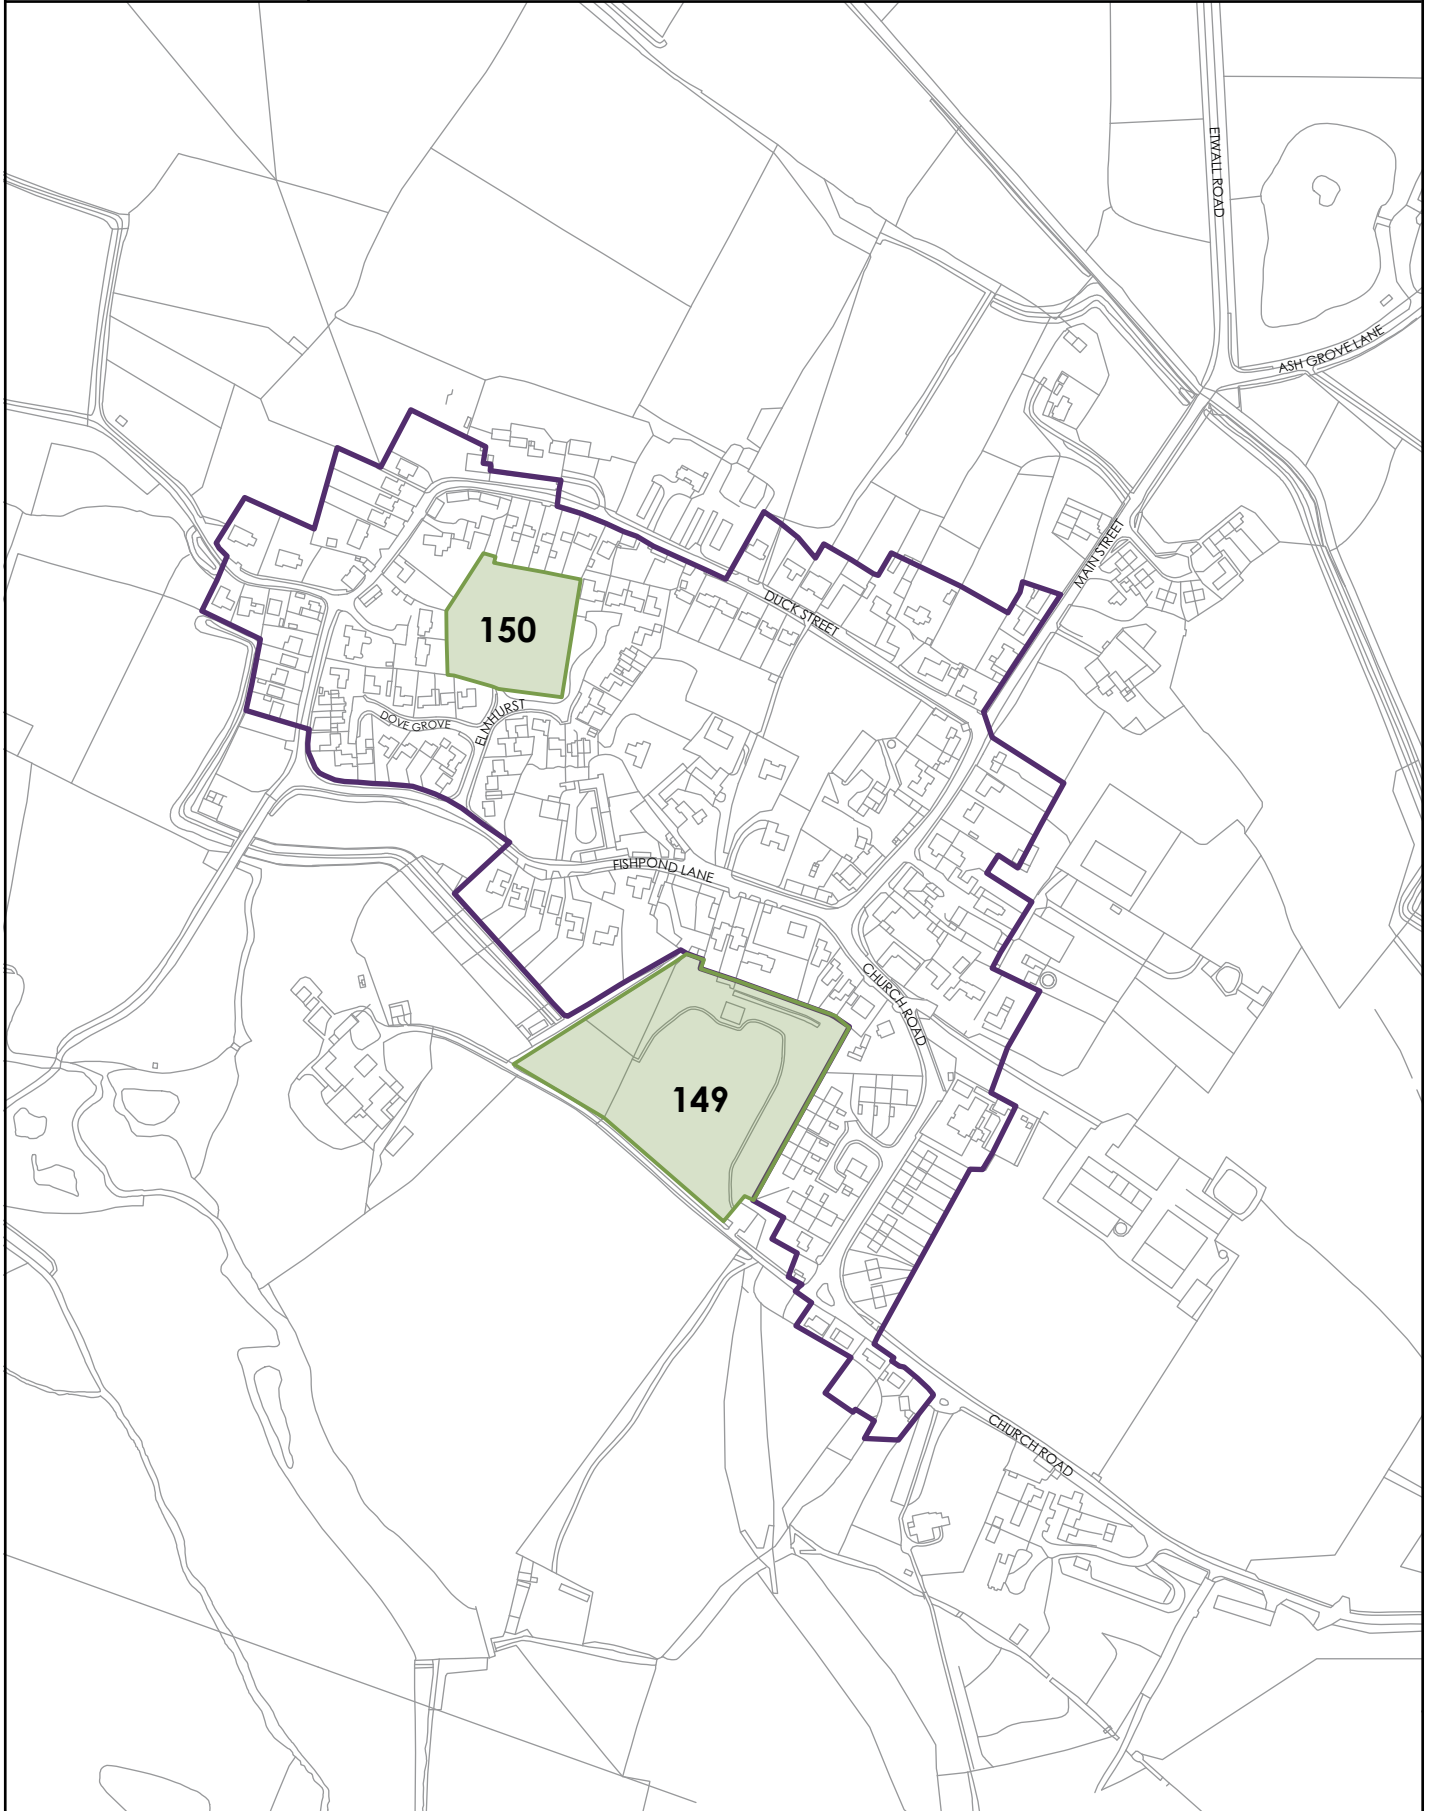 ETWALL ROAD
ASH GROVE LANE
MAIN STREET
DUCK STREET
150
ELMHURST
DOVE GROVE
FISHPOND LANE
CHURCH ROAD
149
CHURCH ROAD